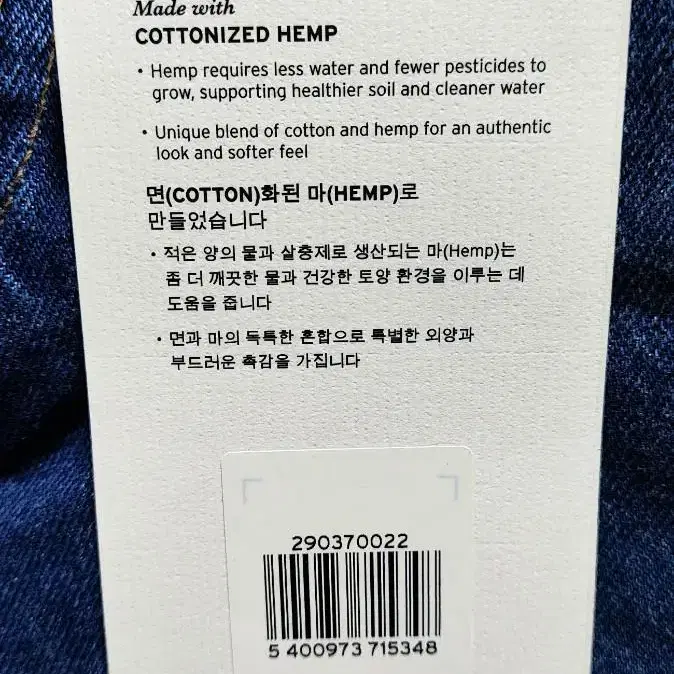 Made with
COTTONIZED HEMP
• Hemp requires less water and fewer pesticides to
grow, supporting healthier soil and cleaner water
• Unique blend of cotton and hemp for an authentic
look and softer feel
면(COTTON)화된 마(HEMP)로
만들었습니다
• 적은 양의 물과 살충제로 생산되는 마(Hemp)는
좀 더 깨끗한 물과 건강한 토양 환경을 이루는 데
도움을 줍니다
• 면과 마의 독특한 혼합으로 특별한 외양과
부드러운 촉감을 가집니다
290370022
5 400973 715348